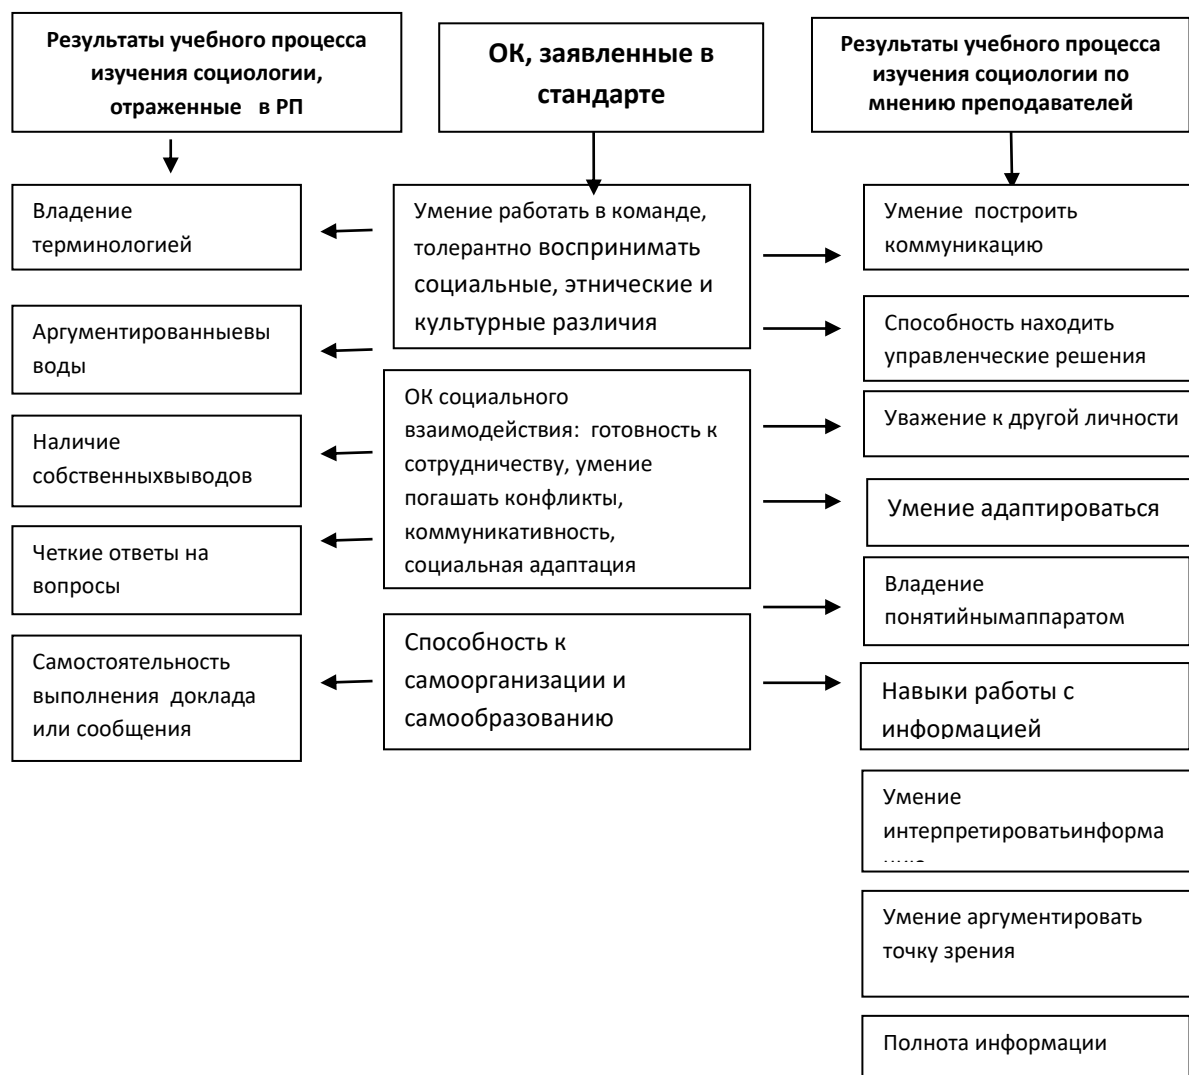 Результаты учебного процесса
изучения социологии,
отраженные в РП
ОК, заявленные в
стандарте
Результаты учебного процесса
изучения социологии по
мнению преподавателей
Владение
терминологией
Аргументированныевы
воды
Наличие
собственныхвыводов
Четкие ответы на
вопросы
Самостоятельность
выполнения доклада
или сообщения
Умение работать в команде,
толерантно воспринимать
социальные, этнические и
культурные различия
ОК социального
взаимодействия: готовность к
сотрудничеству, умение
погашать конфликты,
коммуникативность,
социальная адаптация
Способность к
самоорганизации и
самообразованию
Умение построить
коммуникацию
Способность находить
управленческие решения
Уважение к другой личности
Умение адаптироваться
Владение
понятийнымаппаратом
Навыки работы с
информацией
Умение
интерпретироватьинформа
цию
Умение аргументировать
точку зрения
Полнота информации